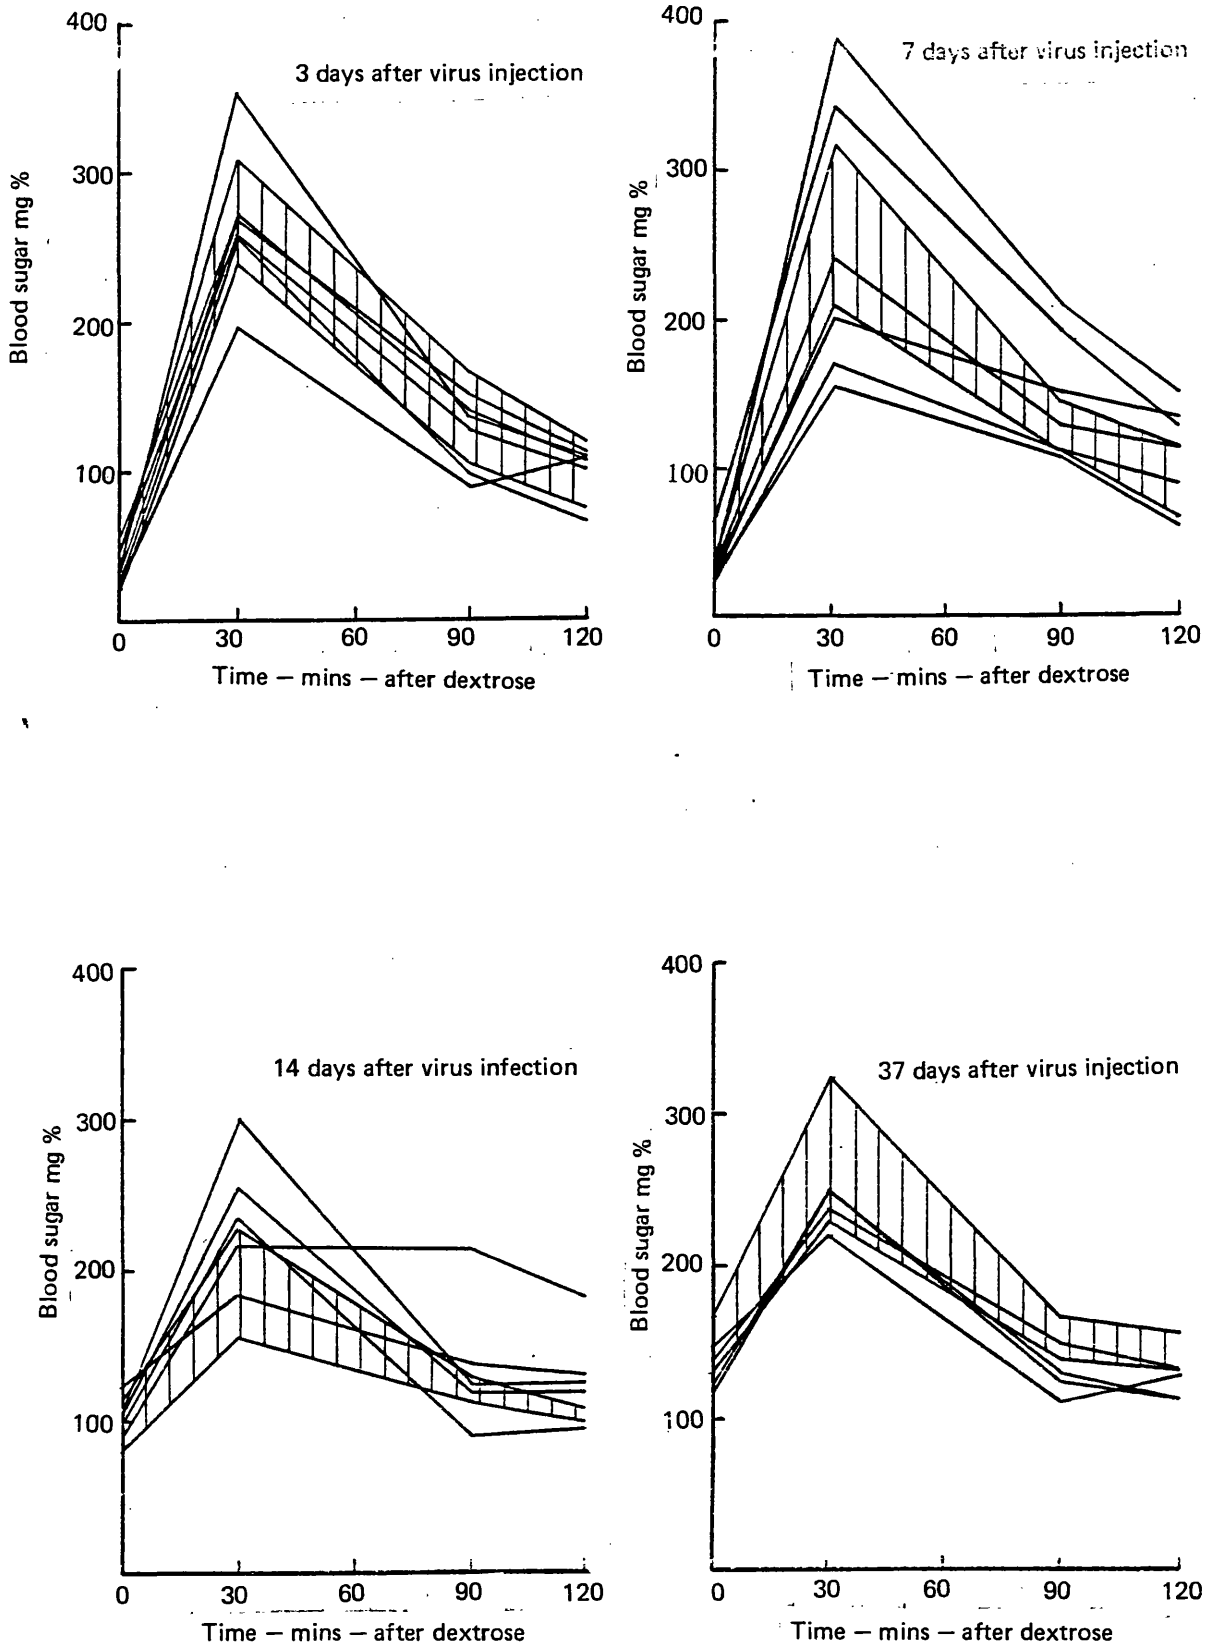 400
3 days after virus injection
300
200
100
Blood sugar mg %
0 30 60 90 120
Time – mins – after dextrose
400
7 days after virus injection
300
200
100
Blood sugar mg %
0 30 60 90 120
Time – mins – after dextrose
400
14 days after virus infection
300
200
100
Blood sugar mg %
0 30 60 90 120
Time – mins – after dextrose
400
37 days after virus injection
300
200
100
Blood sugar mg %
0 30 60 90 120
Time – mins – after dextrose